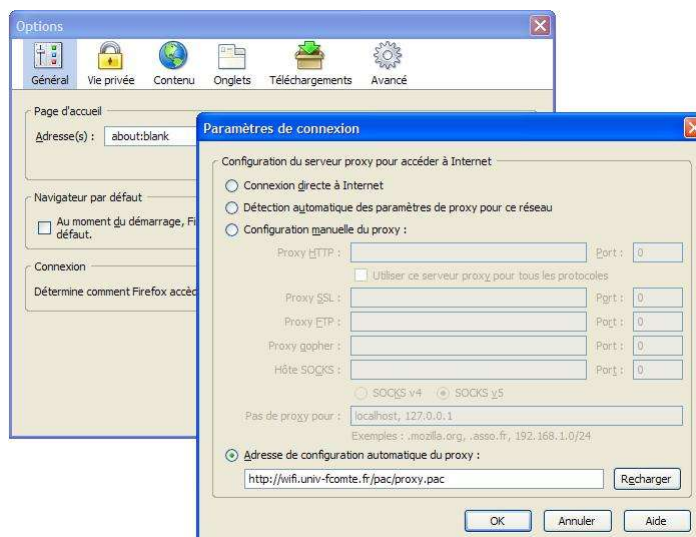 Options
Général Vie privée Contenu Onglets Téléchargements Avancé
Page d'accueil
Adresse(s) : about:blank
Navigateur par défaut
Au moment du démarrage, Fi
défaut.
Connexion
Détermine comment Firefox accèd
Paramètres de connexion
Configuration du serveur proxy pour accéder à Internet
Connexion directe à Internet
Détection automatique des paramètres de proxy pour ce réseau
Configuration manuelle du proxy :
Proxy HTTP : Port : 0
Utiliser ce serveur proxy pour tous les protocoles
Proxy SSL : Port : 0
Proxy FTP : Port : 0
Proxy gopher : Port : 0
Hôte SOCKS : Port : 0
SOCKS v4 SOCKS v5
Pas de proxy pour : localhost, 127.0.0.1
Exemples : .mozilla.org, .asso.fr, 192.168.1.0/24
Adresse de configuration automatique du proxy :
http://wifi.univ-fcomte.fr/pac/proxy.pac Recharger
OK Annuler Aide